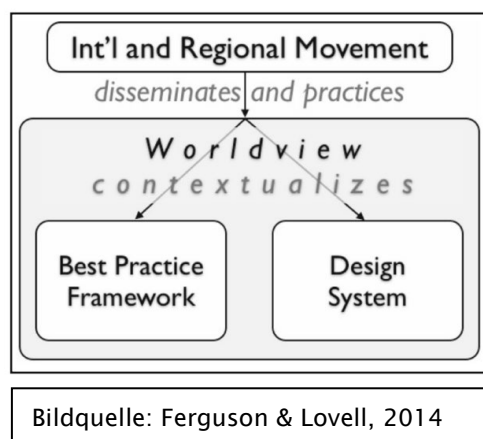 Int'l and Regional Movement
disseminates and practices
Worldview
contextualizes
Best Practice
Framework
Design
System
Bildquelle: Ferguson & Lovell, 2014